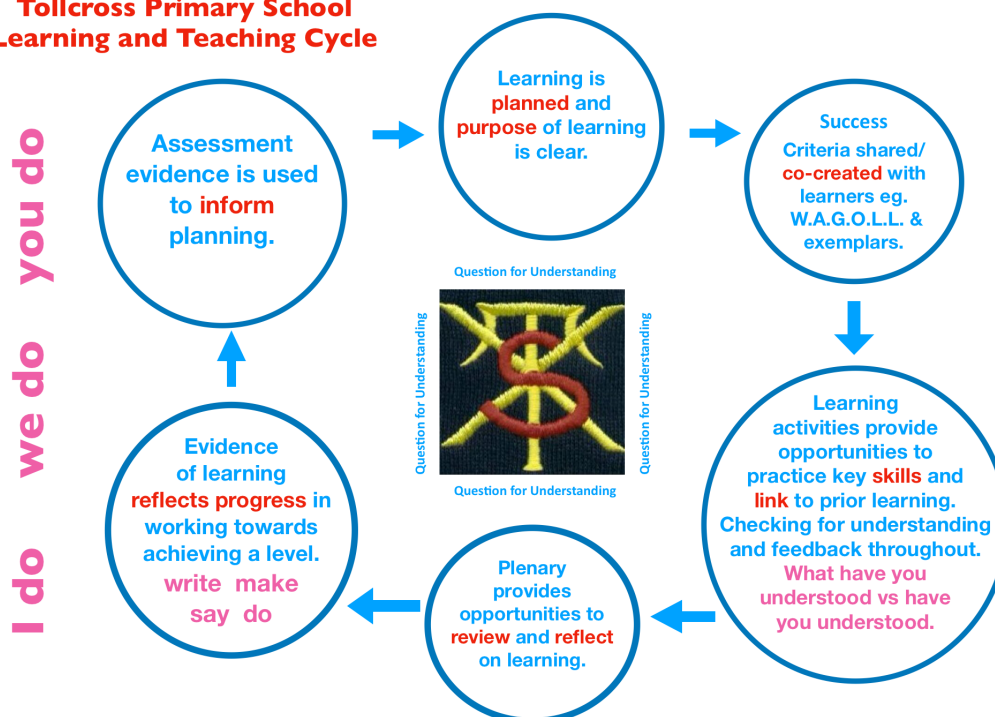 Tollcross Primary School
Learning and Teaching Cycle
you do
we do
I do
Assessment
evidence is used
to inform
planning.
Learning is
planned and
purpose of learning
is clear.
Success
Criteria shared/
co-created with
learners eg.
W.A.G.O.L.L. &
exemplars.
Learning
activities provide
opportunities to
practice key skills and
link to prior learning.
Checking for understanding
and feedback throughout.
What have you
understood vs have
you understood.
Plenary
provides
opportunities to
review and reflect
on learning.
Evidence
of learning
reflects progress in
working towards
achieving a level.
write make
say do
Question for Understanding
Question for Understanding
Question for Understanding
Question for Understanding
TS